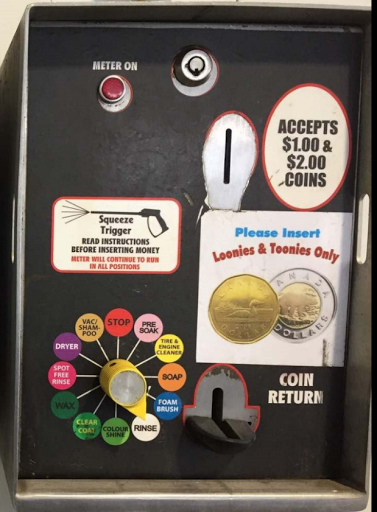 METER ON
ACCEPTS
$1.00 &
$2.00
COINS
Squeeze
Trigger
READ INSTRUCTIONS
BEFORE INSERTING MONEY
METER WILL CONTINUE TO RUN
IN ALL POSITIONS
Please Insert
Loonies & Toonies Only
CANADA
DOLLARS
STOP
PRE
SOAK
TIRE &
ENGINE
CLEANER
SOAP
FOAM
BRUSH
RINSE
COLOUR
SHINE
CLEAR
COAT
WAX
SPOT
FREE
RINSE
DRYER
VAC/
SHAM-
POO
COIN
RETURN